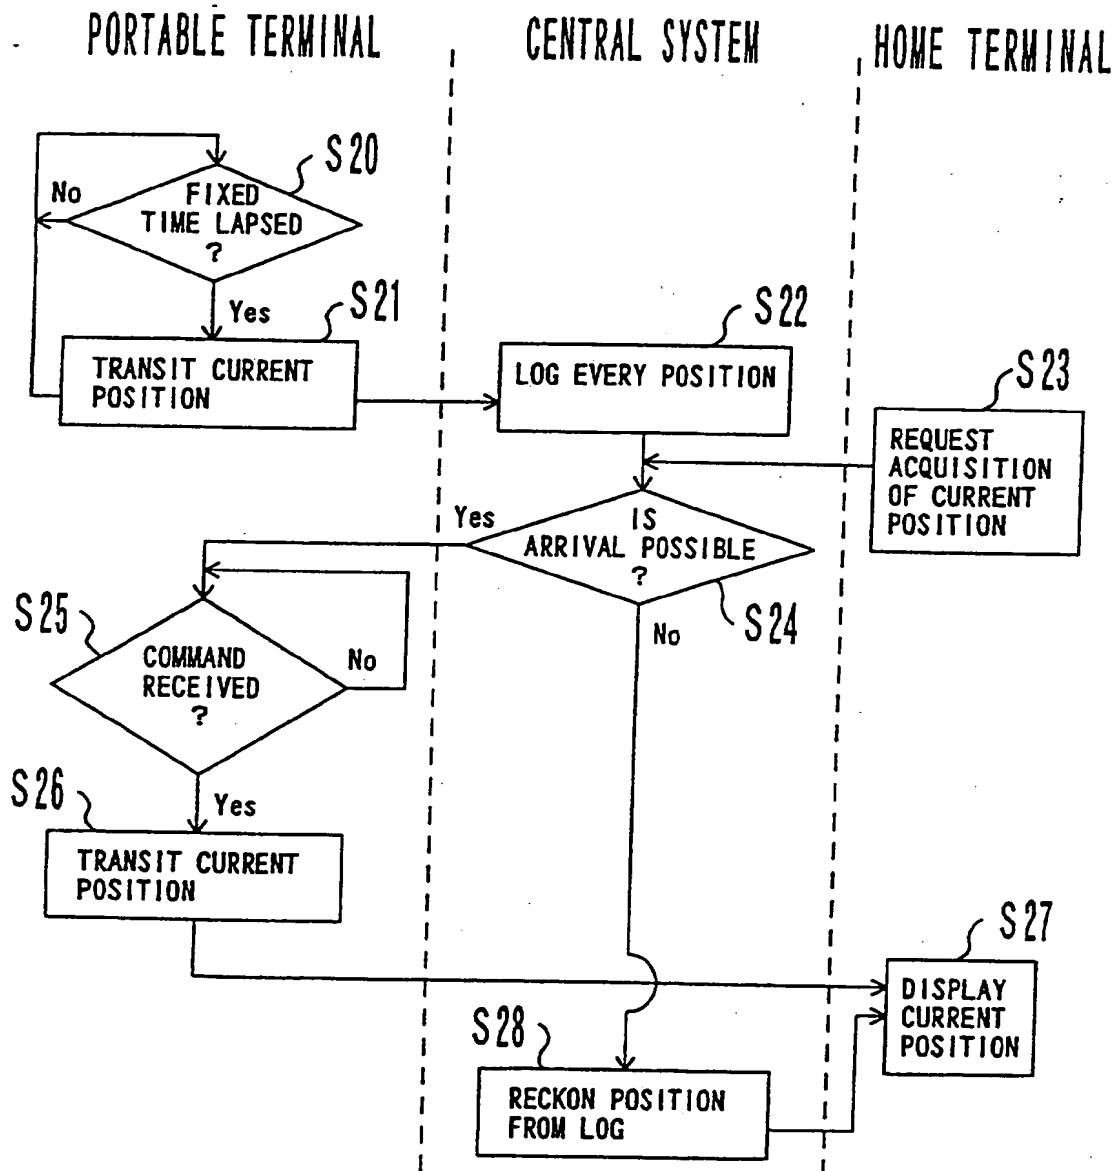 PORTABLE TERMINAL
CENTRAL SYSTEM
HOME TERMINAL
S20
No
FIXED
TIME LAPSED
?
Yes
S21
TRANSIT CURRENT
POSITION
S22
LOG EVERY POSITION
S23
REQUEST
ACQUISITION
OF CURRENT
POSITION
Yes
IS
ARRIVAL POSSIBLE
?
S24
No
S25
COMMAND
RECEIVED
?
No
Yes
S26
TRANSIT CURRENT
POSITION
S27
DISPLAY
CURRENT
POSITION
S28
RECKON POSITION
FROM LOG